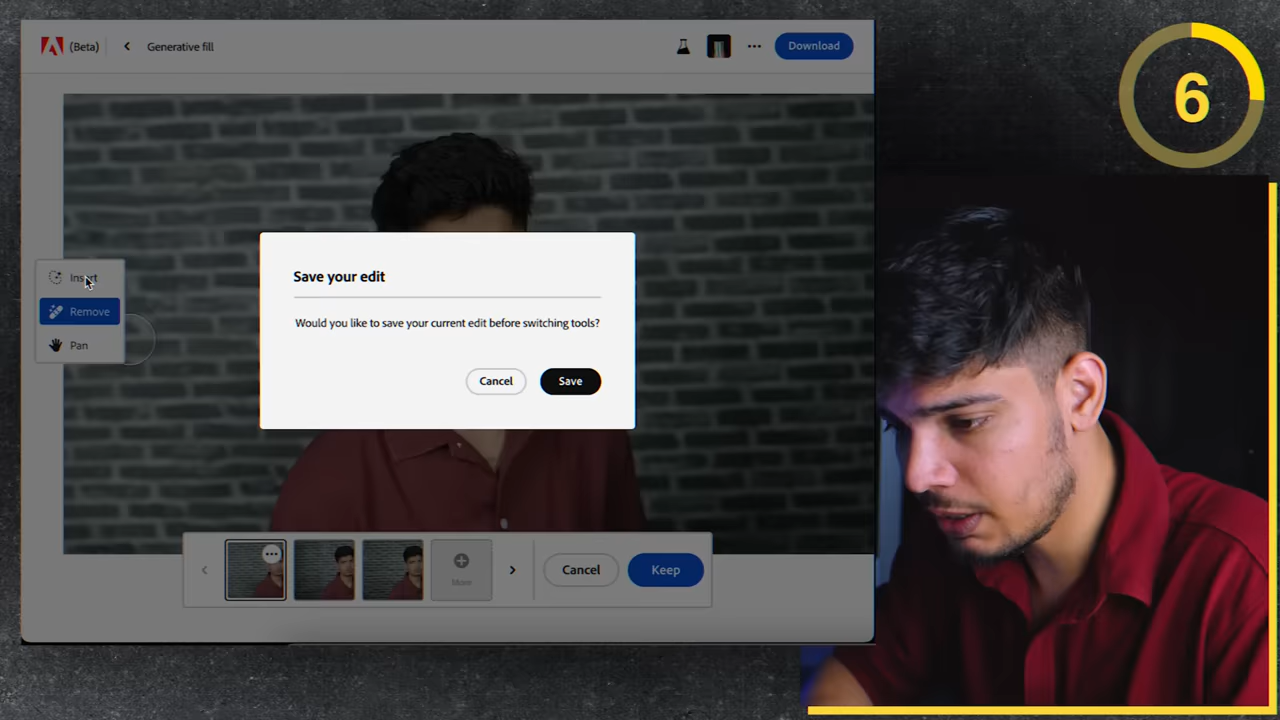 (Beta)
Generative fill
Download
6
Insert
Remove
Pan
Save your edit
Would you like to save your current edit before switching tools?
Cancel
Save
More
Cancel
Keep